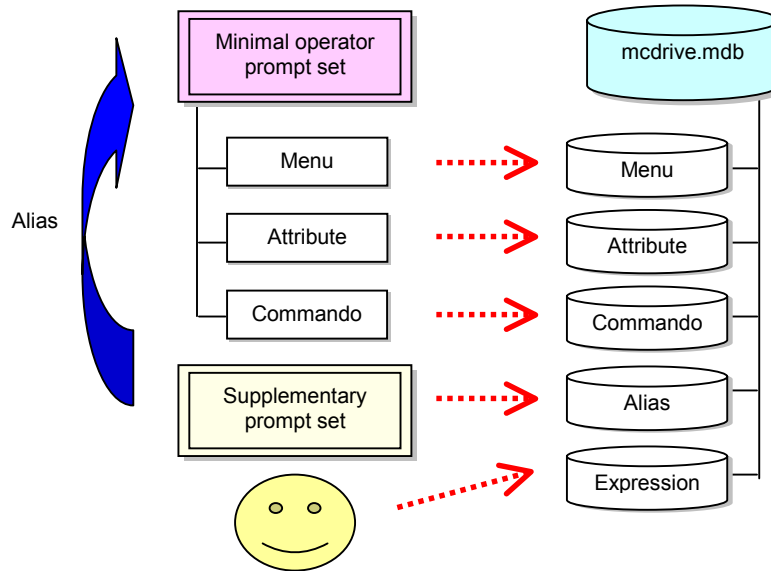 Minimal operator
prompt set
mcdrive.mdb
Menu
Menu
Alias
Attribute
Attribute
Commando
Commando
Supplementary
prompt set
Alias
Expression